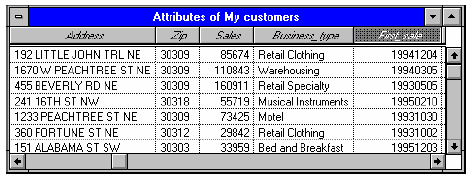 Attributes of My customers
Address Zip Sales Business_type First_sale
192 LITTLE JOHN TRL NE 30309 85674 Retail Clothing 19941204
1670 W PEACHTREE ST NE 30309 110843 Warehousing 19940305
455 BEVERLY RD NE 30309 160911 Retail Specialty 19930505
241 16TH ST NW 30318 55719 Musical Instruments 19950210
1233 PEACHTREE ST NE 30309 73425 Motel 19931030
360 FORTUNE ST NE 30312 29842 Retail Clothing 19931002
151 ALABAMA ST SW 30303 33959 Bed and Breakfast 19951203